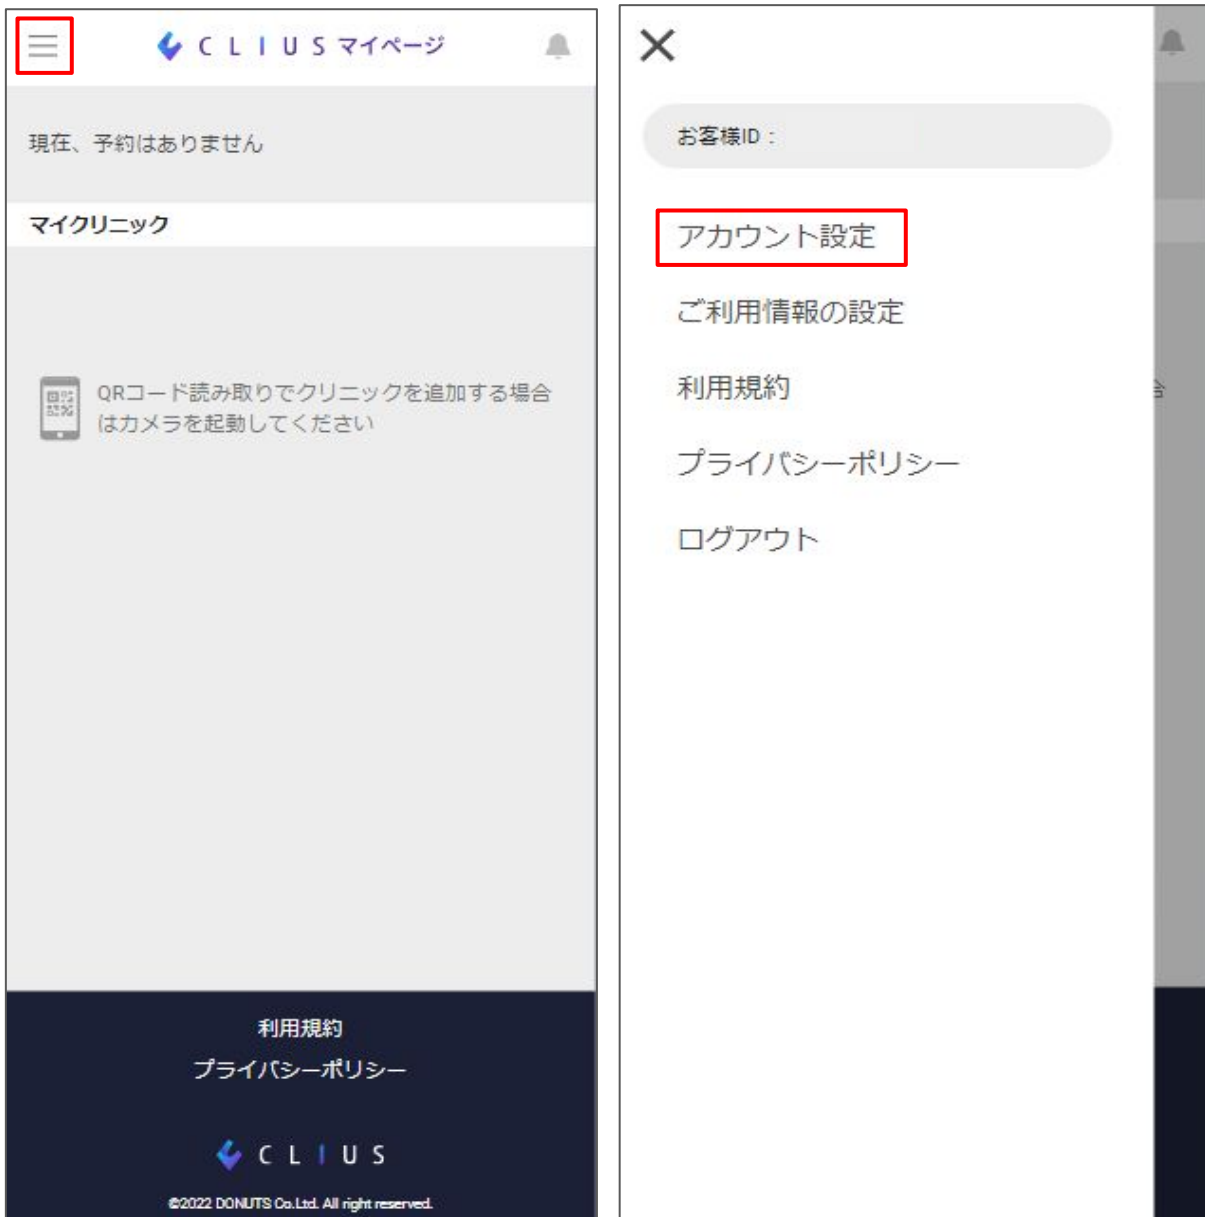 CLIUSマイページ
現在、予約はありません
マイクリニック
QRコード読み取りでクリニックを追加する場合
はカメラを起動してください
利用規約
プライバシーポリシー
CLIUS
©2022 DONUTS Co.Ltd. All right reserved.
お客様ID：
アカウント設定
ご利用情報の設定
利用規約
プライバシーポリシー
ログアウト
合